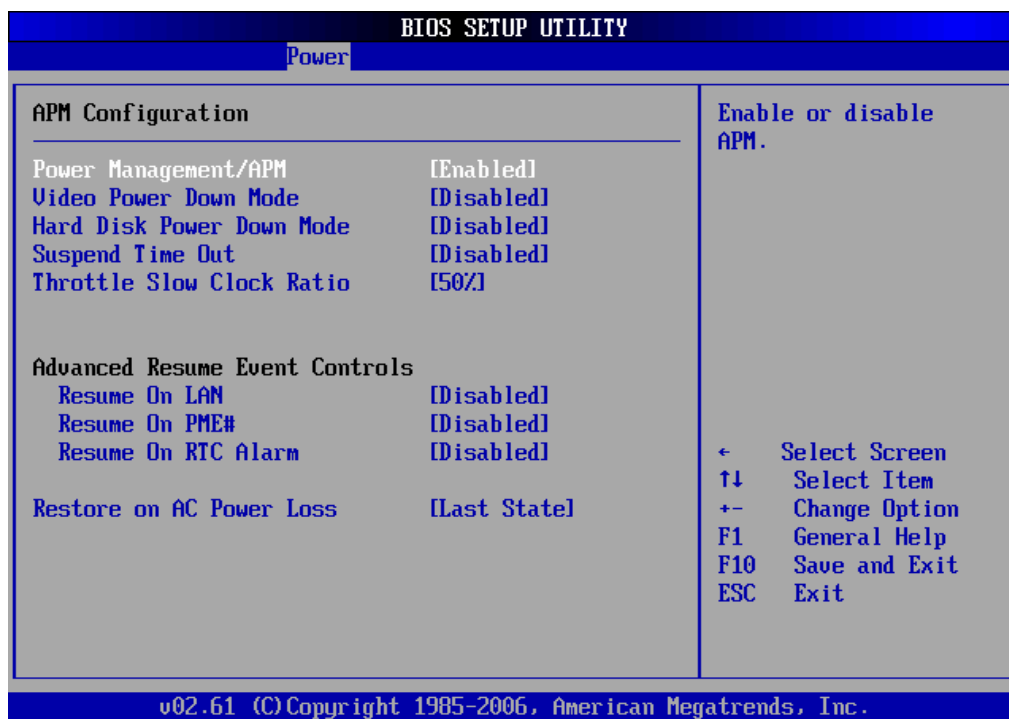 BIOS SETUP UTILITY
Power
APM Configuration
Power Management/APM [Enabled]
Video Power Down Mode [Disabled]
Hard Disk Power Down Mode [Disabled]
Suspend Time Out [Disabled]
Throttle Slow Clock Ratio [50%]
Advanced Resume Event Controls
Resume On LAN [Disabled]
Resume On PME# [Disabled]
Resume On RTC Alarm [Disabled]
Restore on AC Power Loss [Last State]
Enable or disable
APM.
← Select Screen
↑↓ Select Item
+- Change Option
F1 General Help
F10 Save and Exit
ESC Exit
v02.61 (C)Copyright 1985-2006, American Megatrends, Inc.